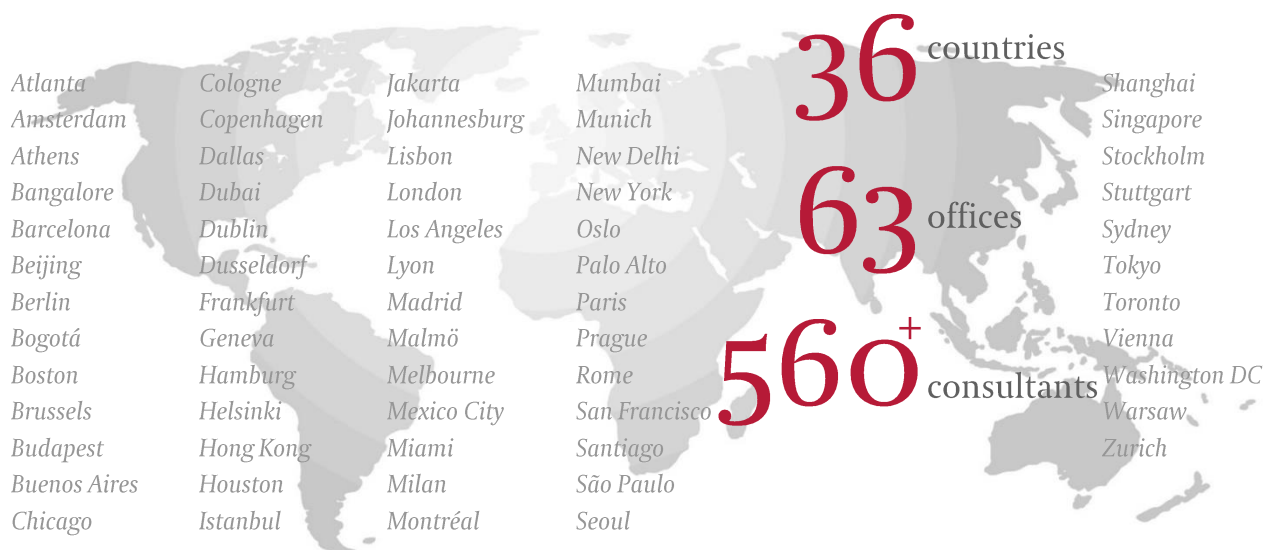 Atlanta
Amsterdam
Athens
Bangalore
Barcelona
Beijing
Berlin
Bogotá
Boston
Brussels
Budapest
Buenos Aires
Chicago
Cologne
Copenhagen
Dallas
Dubai
Dublin
Dusseldorf
Frankfurt
Geneva
Hamburg
Helsinki
Hong Kong
Houston
Istanbul
Jakarta
Johannesburg
Lisbon
London
Los Angeles
Lyon
Madrid
Malmö
Melbourne
Mexico City
Miami
Milan
Montréal
Mumbai
Munich
New Delhi
New York
Oslo
Palo Alto
Paris
Prague
Rome
San Francisco
Santiago
São Paulo
Seoul
36 countries
63 offices
560+ consultants
Shanghai
Singapore
Stockholm
Stuttgart
Sydney
Tokyo
Toronto
Vienna
Washington DC
Warsaw
Zurich